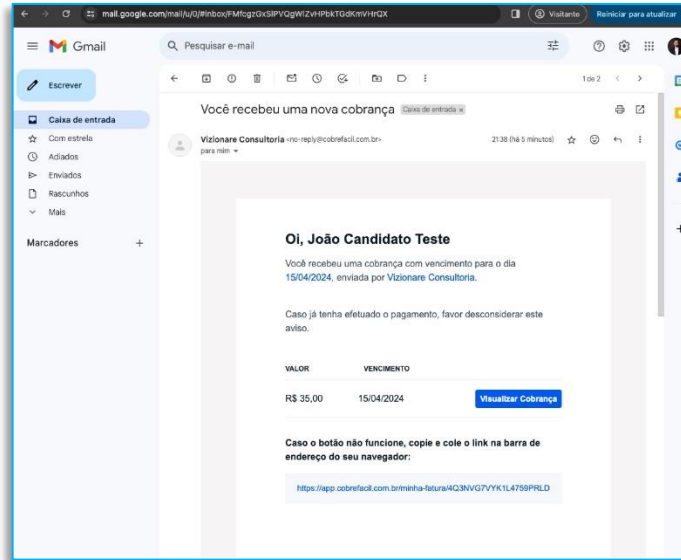 mail.google.com/mail/u/0/#inbox/FMfcgzGxSlPVQgWlZvHPbkTGdKmVHrQX
Visitante
Reiniciar para atualizar
Gmail
Pesquisar e-mail
Escrever
1 de 2
Caixa de entrada
Com estrela
Adiados
Enviados
Rascunhos
Mais
Marcadores
Você recebeu uma nova cobrança Caixa de entrada x
Vizionare Consultoria <no-reply@cobrefacil.com.br> 21:38 (há 5 minutos)
para mim
Oi, João Candidato Teste
Você recebeu uma cobrança com vencimento para o dia
15/04/2024, enviada por Vizionare Consultoria.
Caso já tenha efetuado o pagamento, favor desconsiderar este
aviso.
VALOR VENCIMENTO
R$ 35,00 15/04/2024 Visualizar Cobrança
Caso o botão não funcione, copie e cole o link na barra de
endereço do seu navegador:
https://app.cobrefacil.com.br/minha-fatura/4Q3NVG7VYK1L4759PRLD